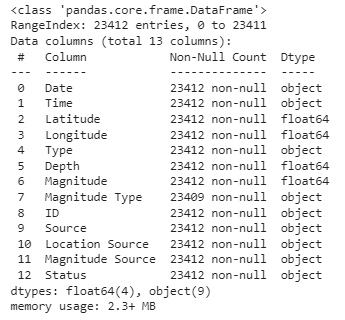 <class 'pandas.core.frame.DataFrame'>
RangeIndex: 23412 entries, 0 to 23411
Data columns (total 13 columns):
 #   Column            Non-Null Count  Dtype
---  ------            --------------  -----
 0   Date              23412 non-null  object
 1   Time              23412 non-null  object
 2   Latitude          23412 non-null  float64
 3   Longitude         23412 non-null  float64
 4   Type              23412 non-null  object
 5   Depth             23412 non-null  float64
 6   Magnitude         23412 non-null  float64
 7   Magnitude Type    23409 non-null  object
 8   ID                23412 non-null  object
 9   Source            23412 non-null  object
 10  Location Source   23412 non-null  object
 11  Magnitude Source  23412 non-null  object
 12  Status            23412 non-null  object
dtypes: float64(4), object(9)
memory usage: 2.3+ MB